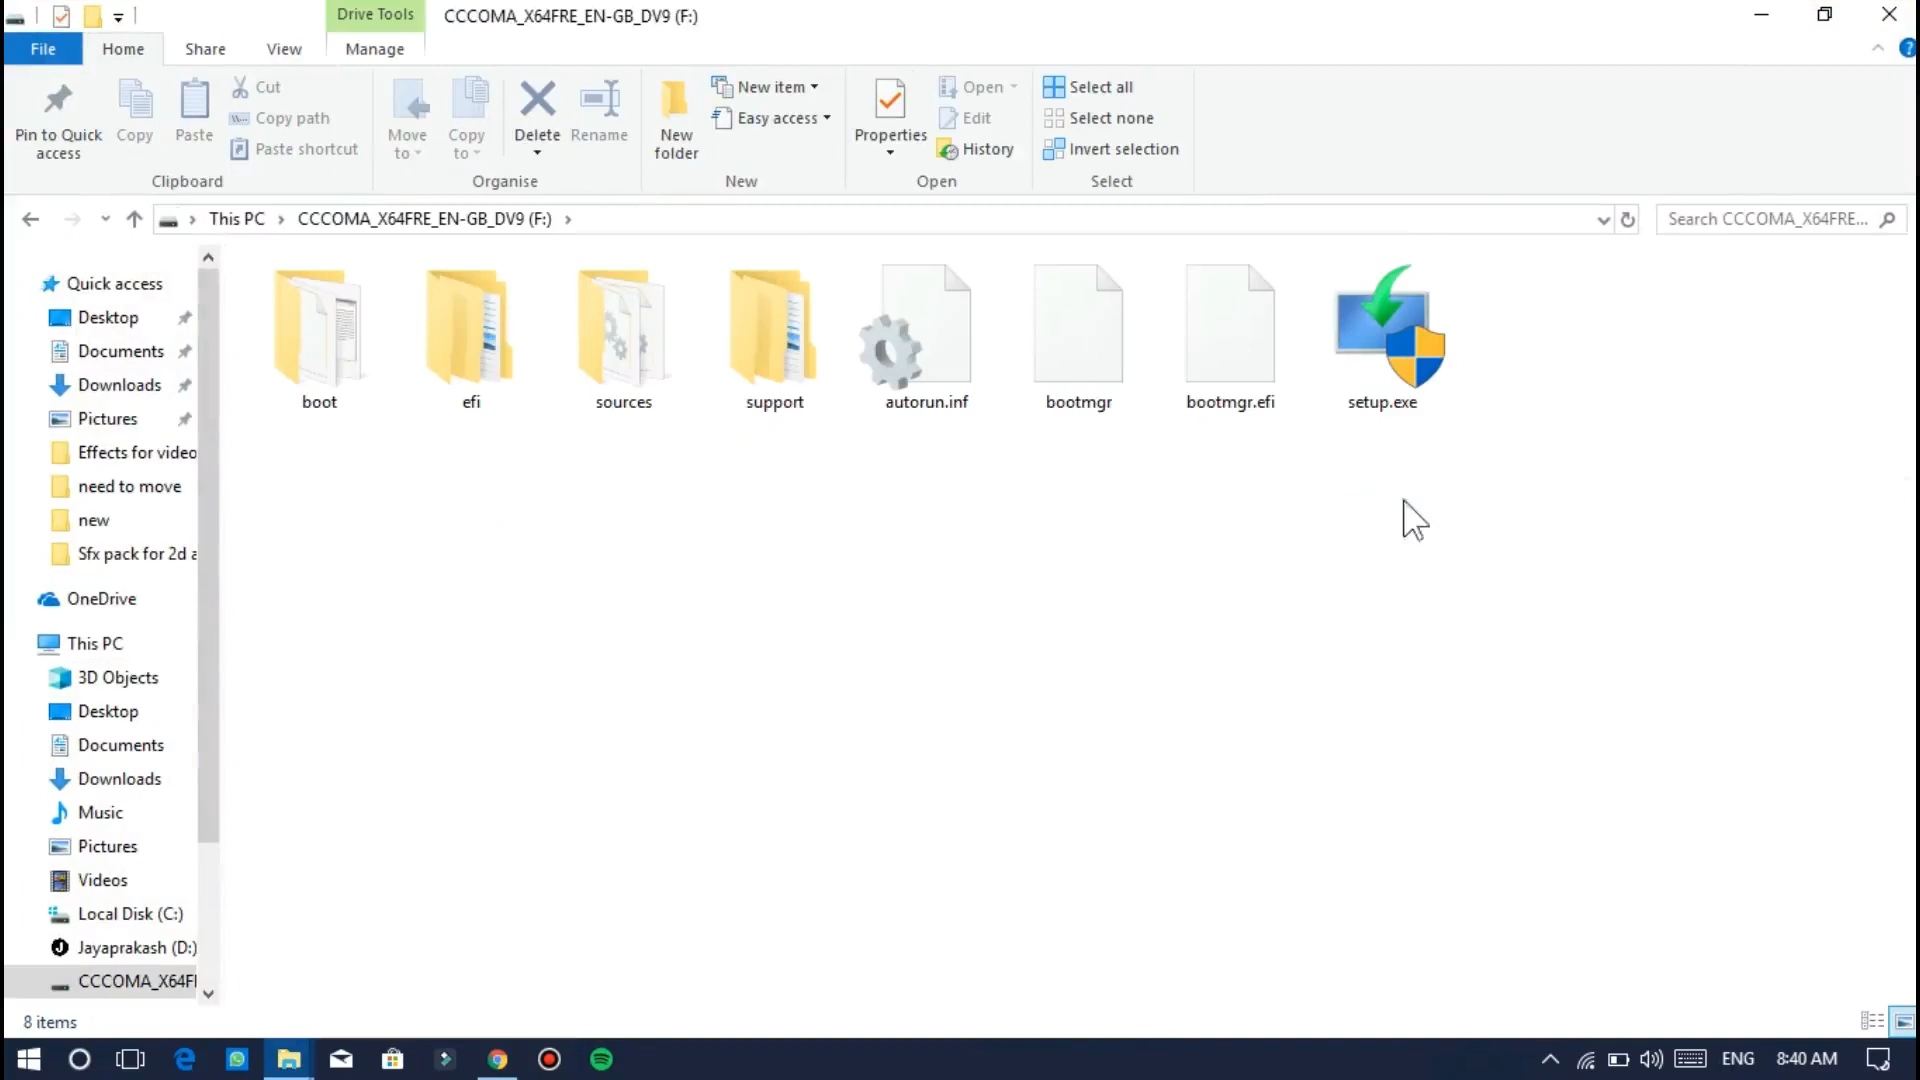 Drive Tools
CCCOMA_X64FRE_EN-GB_DV9 (F:)
File
Home
Share
View
Manage
Pin to Quick access
Copy
Paste
Cut
Copy path
Paste shortcut
Clipboard
Move to
Copy to
Delete
Rename
Organise
New folder
New item
Easy access
New
Properties
Open
Edit
History
Open
Select all
Select none
Invert selection
Select
This PC
CCCOMA_X64FRE_EN-GB_DV9 (F:)
Search CCCOMA_X64FRE...
Quick access
Desktop
Documents
Downloads
Pictures
Effects for video
need to move
new
Sfx pack for 2d a
OneDrive
This PC
3D Objects
Desktop
Documents
Downloads
Music
Pictures
Videos
Local Disk (C:)
Jayaprakash (D:)
CCCOMA_X64F
boot
efi
sources
support
autorun.inf
bootmgr
bootmgr.efi
setup.exe
8 items
ENG
8:40 AM